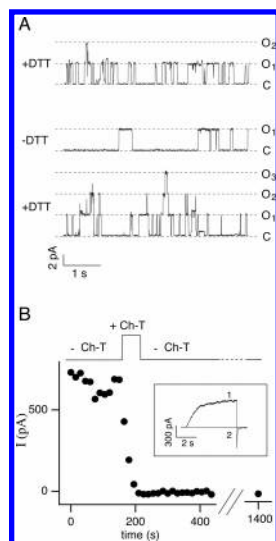 A
O2
+DTT
O1
C
-DTT
O1
C
O3
O2
+DTT
O1
C
2 pA
1 s
B
+ Ch-T
- Ch-T
- Ch-T
500
0
I (pA)
300 pA
2 s
1
2
0
200
400
1400
time (s)